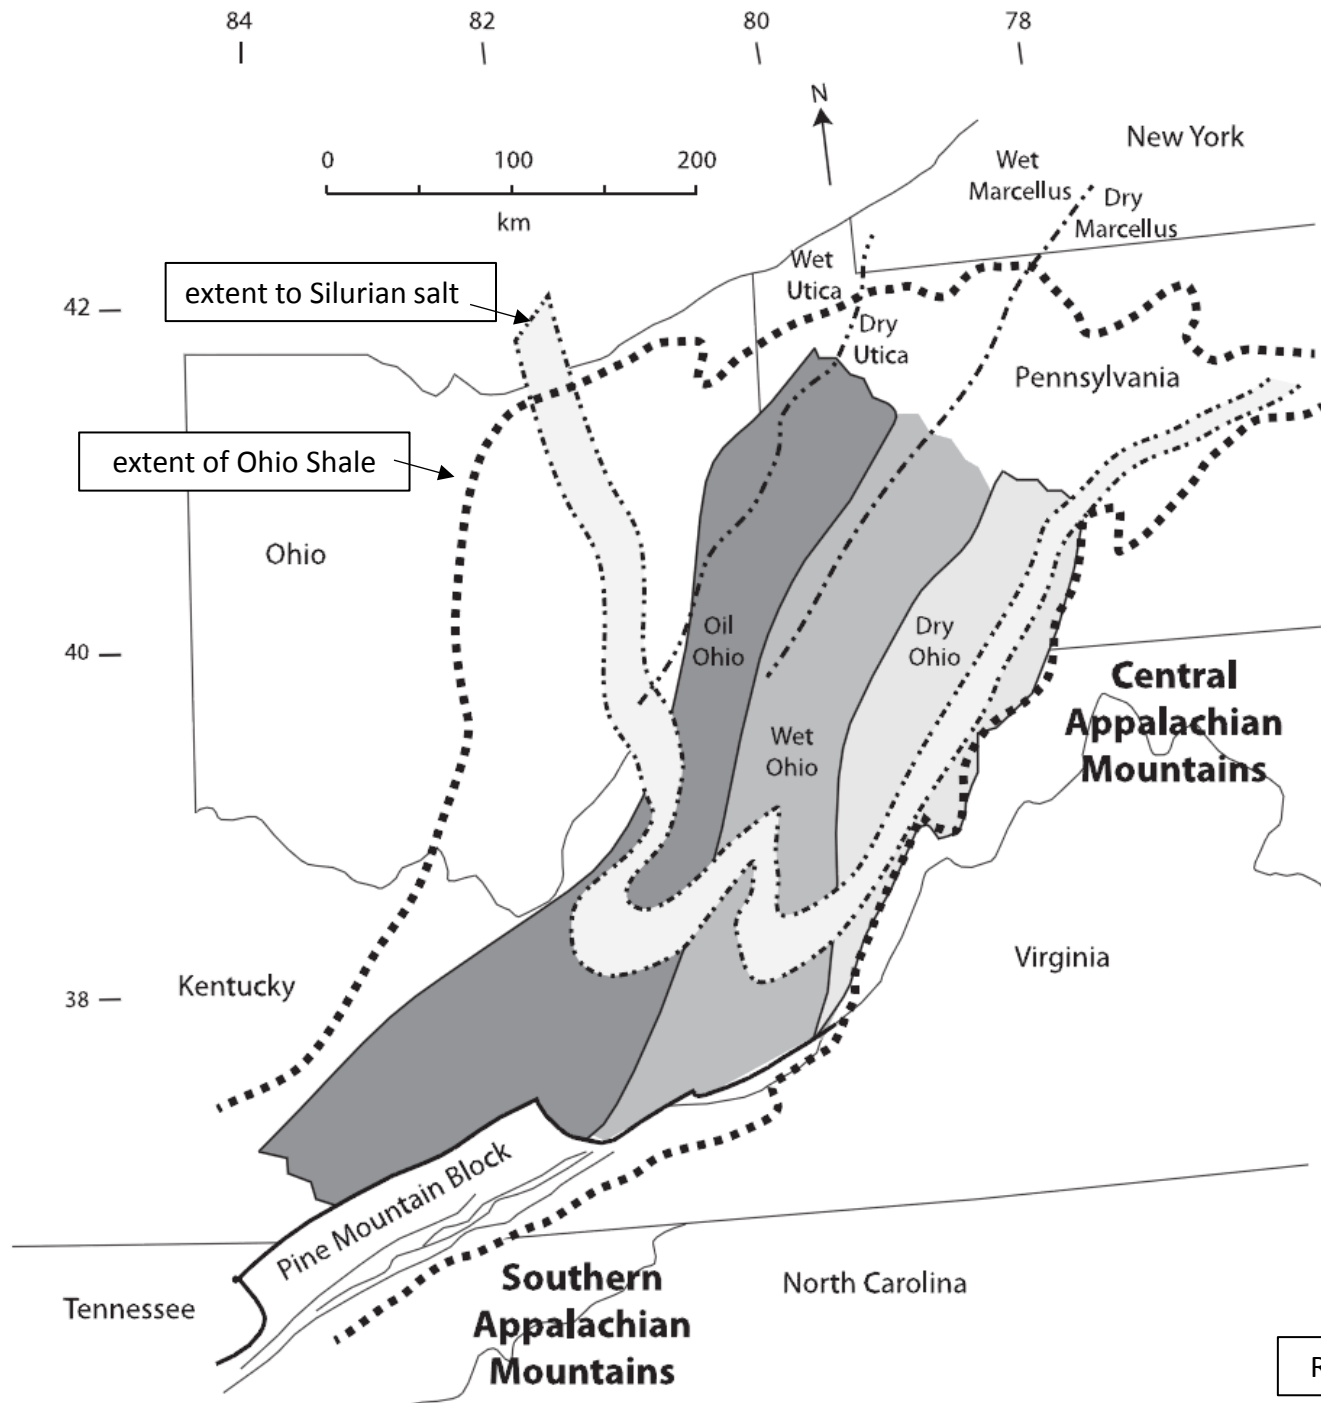 84
82
80
78
N
New York
0
100
200
km
Wet
Marcellus
Dry
Marcellus
Wet
Utica
extent to Silurian salt
42
Dry
Utica
Pennsylvania
extent of Ohio Shale
Ohio
Oil
Ohio
Dry
Ohio
40
Central
Appalachian
Mountains
Wet
Ohio
Virginia
Kentucky
38
Pine Mountain Block
Southern
Appalachian
Mountains
North Carolina
Tennessee
R